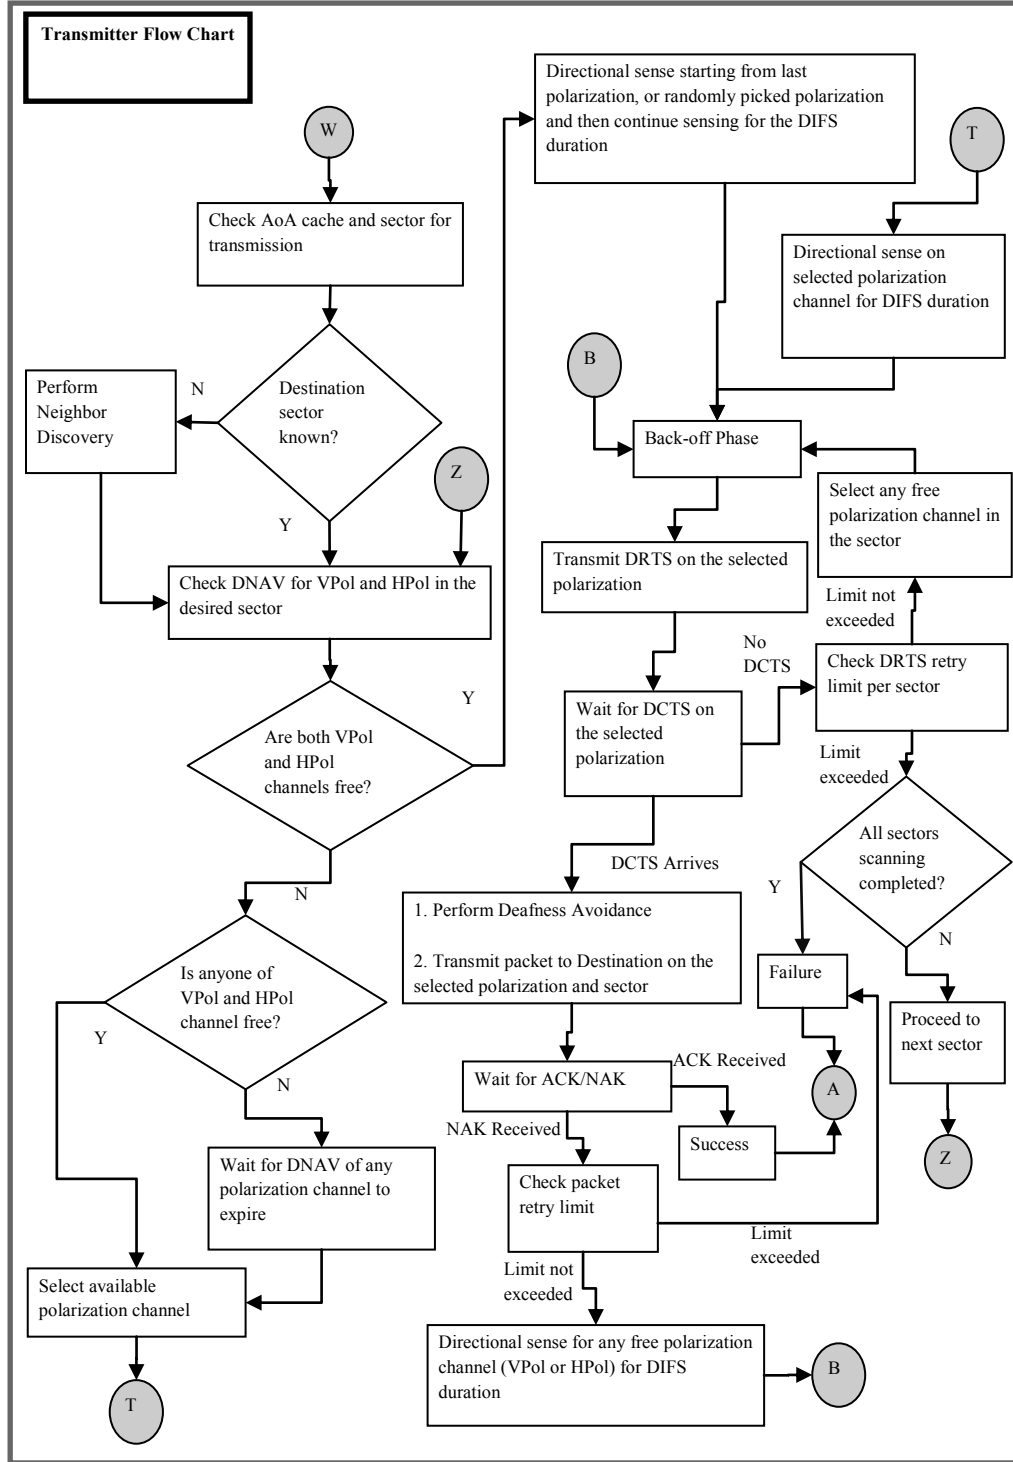 Transmitter Flow Chart
W
Check AoA cache and sector for
transmission
Destination
sector
known?
N
Perform
Neighbor
Discovery
Y
Z
Check DNAV for VPol and HPol in the
desired sector
Are both VPol
and HPol
channels free?
Y
N
Is anyone of
VPol and HPol
channel free?
Y
N
Wait for DNAV of any
polarization channel to
expire
Select available
polarization channel
T
Directional sense starting from last
polarization, or randomly picked polarization
and then continue sensing for the DIFS
duration
T
Directional sense on
selected polarization
channel for DIFS duration
B
Back-off Phase
Select any free
polarization channel in
the sector
Transmit DRTS on the selected
polarization
Limit not
exceeded
No
DCTS
Check DRTS retry
limit per sector
Wait for DCTS on
the selected
polarization
Limit
exceeded
All sectors
scanning
completed?
DCTS Arrives
Y
N
1. Perform Deafness Avoidance
2. Transmit packet to Destination on the
selected polarization and sector
Failure
Proceed to
next sector
Wait for ACK/NAK
ACK Received
A
NAK Received
Success
Z
Check packet
retry limit
Limit
exceeded
Limit not
exceeded
Directional sense for any free polarization
channel (VPol or HPol) for DIFS
duration
B